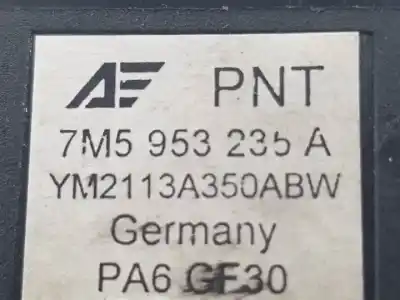 AE PNT
7M5 953 235 A
YM2113A350ABW
Germany
PA6 GF30